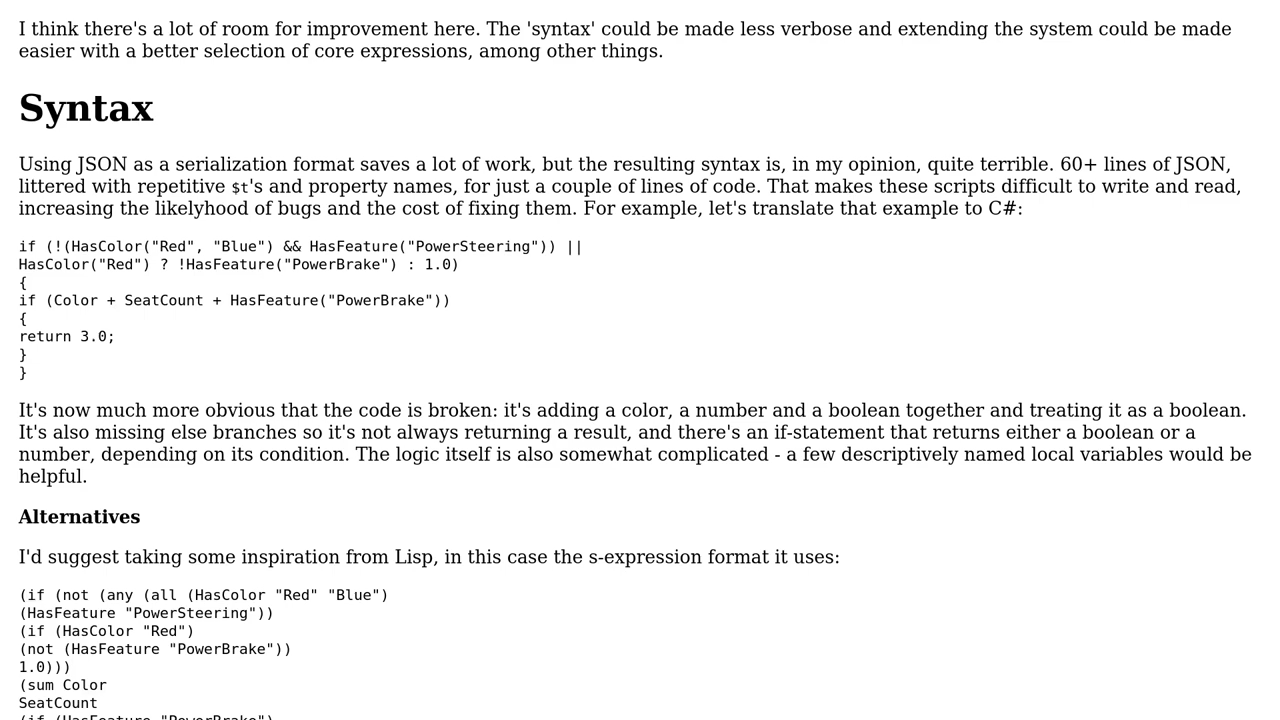 I think there's a lot of room for improvement here. The 'syntax' could be made less verbose and extending the system could be made
easier with a better selection of core expressions, among other things.
Syntax
Using JSON as a serialization format saves a lot of work, but the resulting syntax is, in my opinion, quite terrible. 60+ lines of JSON,
littered with repetitive $t's and property names, for just a couple of lines of code. That makes these scripts difficult to write and read,
increasing the likelyhood of bugs and the cost of fixing them. For example, let's translate that example to C#:
if (!(HasColor("Red", "Blue") && HasFeature("PowerSteering")) ||
HasColor("Red") ? !HasFeature("PowerBrake") : 1.0)
{
if (Color + SeatCount + HasFeature("PowerBrake"))
{
return 3.0;
}
}
It's now much more obvious that the code is broken: it's adding a color, a number and a boolean together and treating it as a boolean.
It's also missing else branches so it's not always returning a result, and there's an if-statement that returns either a boolean or a
number, depending on its condition. The logic itself is also somewhat complicated - a few descriptively named local variables would be
helpful.
Alternatives
I'd suggest taking some inspiration from Lisp, in this case the s-expression format it uses:
(if (not (any (all (HasColor "Red" "Blue")
(HasFeature "PowerSteering"))
(if (HasColor "Red")
(not (HasFeature "PowerBrake"))
1.0)))
(sum Color
SeatCount
(if (HasFeature "PowerBrake")